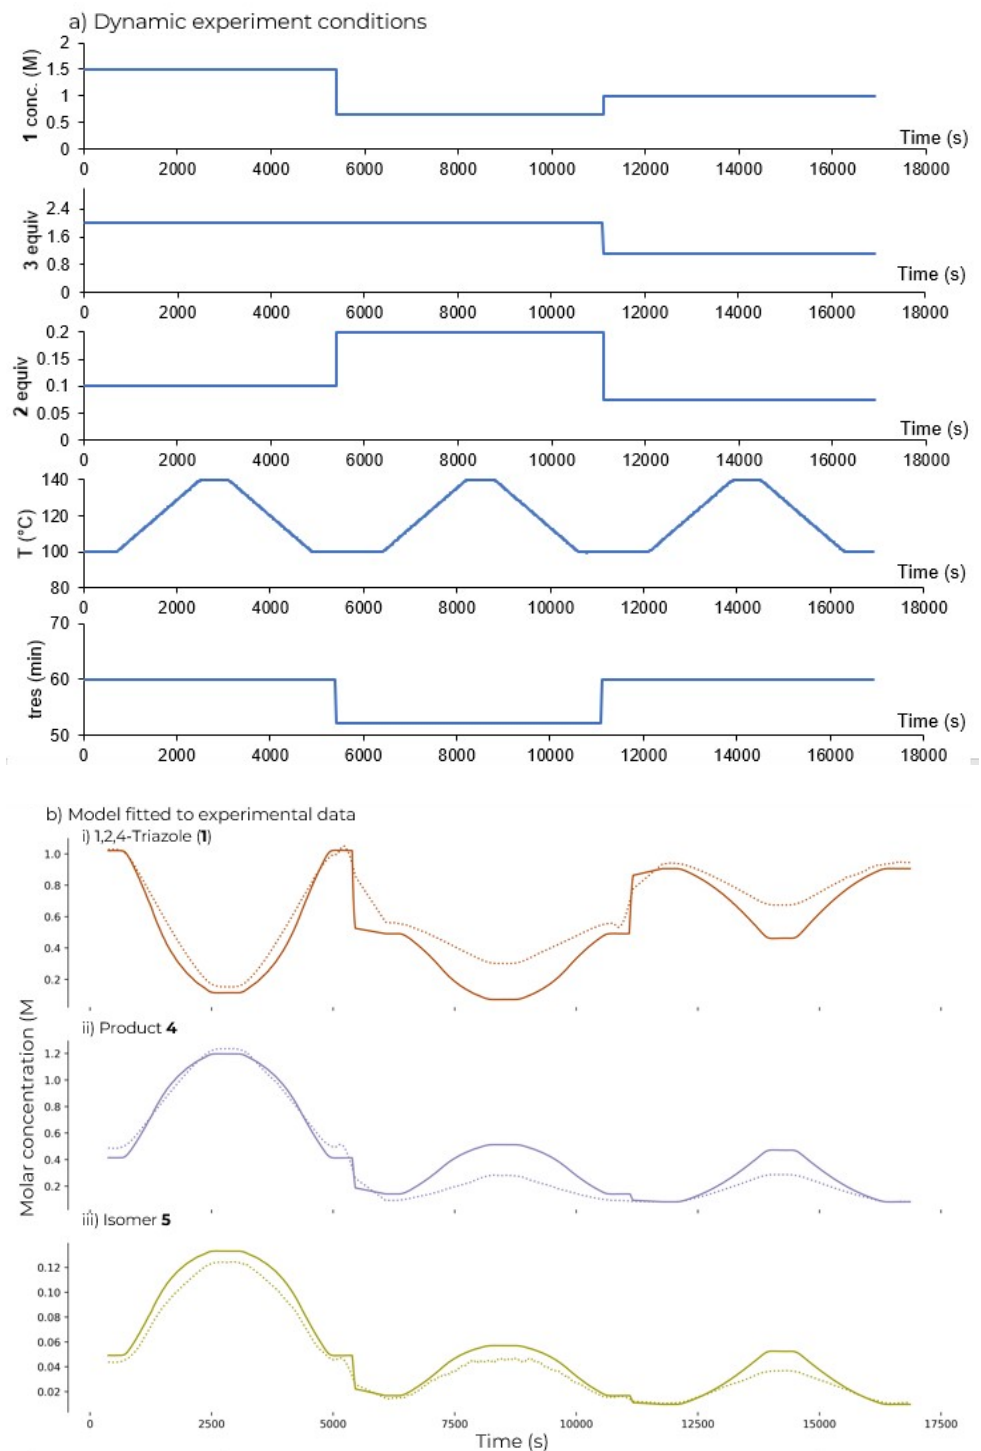 a) Dynamic experiment conditions
1 conc. (M)
2
1.5
1
0.5
0
Time (s)
0 2000 4000 6000 8000 10000 12000 14000 16000 18000
3 equiv
2.4
1.6
0.8
0
Time (s)
0 2000 4000 6000 8000 10000 12000 14000 16000 18000
2 equiv
0.2
0.15
0.1
0.05
0
Time (s)
0 2000 4000 6000 8000 10000 12000 14000 16000 18000
T (°C)
140
120
100
80
Time (s)
0 2000 4000 6000 8000 10000 12000 14000 16000 18000
tres (min)
70
60
50
Time (s)
0 2000 4000 6000 8000 10000 12000 14000 16000 18000
b) Model fitted to experimental data
i) 1,2,4-Triazole (1)
1.0
0.8
0.6
0.4
0.2
Molar concentration (M
ii) Product 4
1.2
1.0
0.8
0.6
0.4
0.2
iii) Isomer 5
0.12
0.10
0.08
0.06
0.04
0.02
0 2500 5000 7500 10000 12500 15000 17500
Time (s)